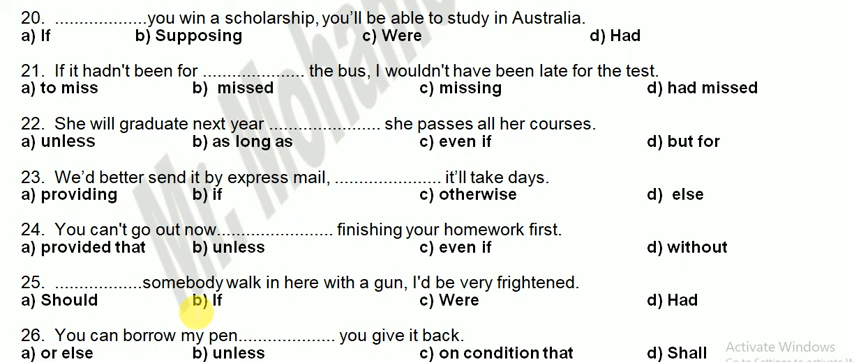 20. ...................you win a scholarship, you'll be able to study in Australia.
a) If b) Supposing c) Were d) Had
21. If it hadn't been for ..................... the bus, I wouldn't have been late for the test.
a) to miss b) missed c) missing d) had missed
22. She will graduate next year ....................... she passes all her courses.
a) unless b) as long as c) even if d) but for
23. We'd better send it by express mail, ...................... it'll take days.
a) providing b) if c) otherwise d) else
24. You can't go out now........................ finishing your homework first.
a) provided that b) unless c) even if d) without
25. ..................somebody walk in here with a gun, I'd be very frightened.
a) Should b) If c) Were d) Had
26. You can borrow my pen.................... you give it back.
a) or else b) unless c) on condition that d) Shall
Mr. Mohame
Activate Windows